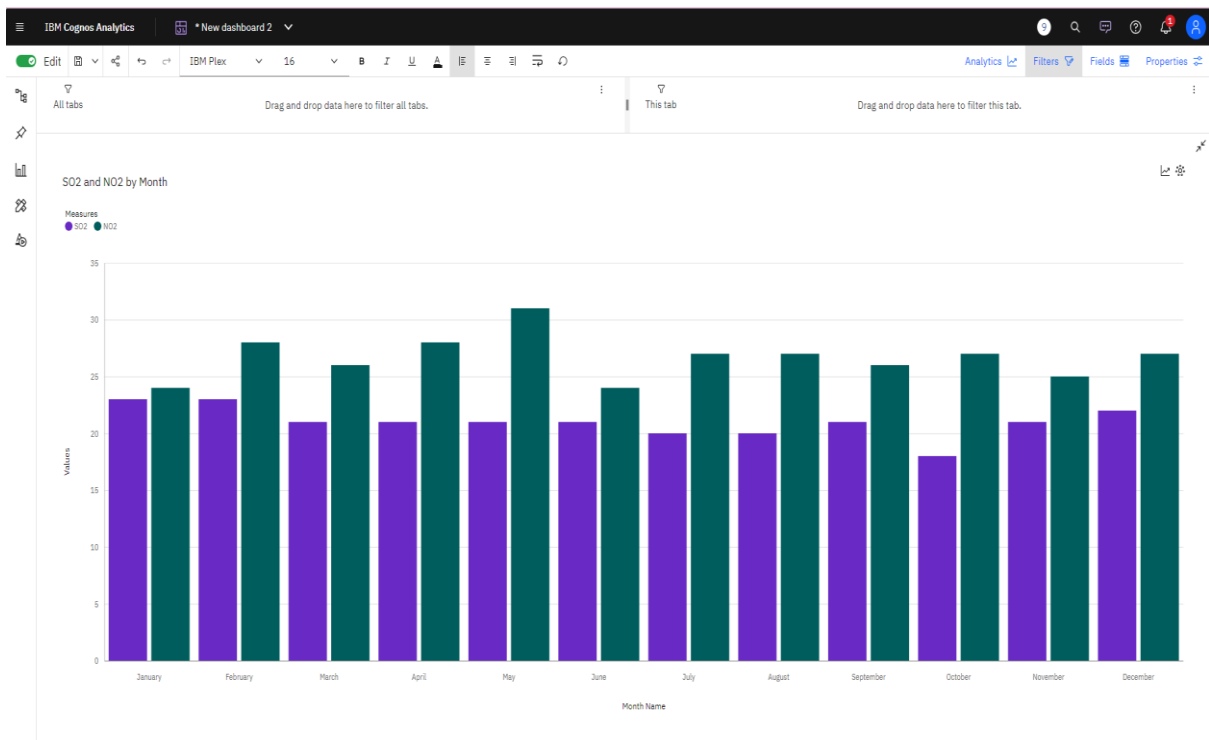 IBM Cognos Analytics
* New dashboard 2
9
1
Edit
IBM Plex
16
B I U A
Analytics
Filters
Fields
Properties
All tabs
Drag and drop data here to filter all tabs.
This tab
Drag and drop data here to filter this tab.
SO2 and NO2 by Month
Measures
SO2 NO2
Values
35
30
25
20
15
10
5
0
January February March April May June July August September October November December
Month Name